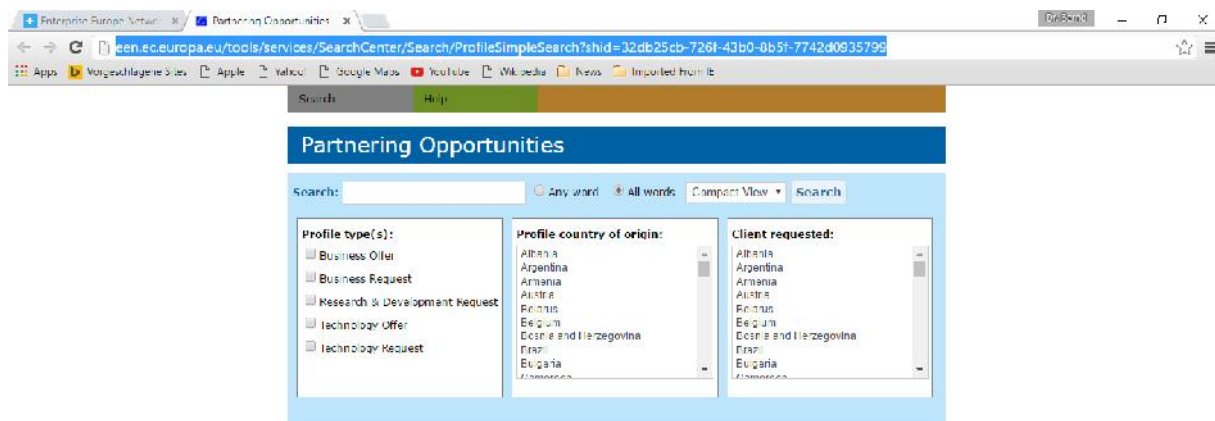 Enterprise Europe Networ
Partnering Opportunities
een.ec.europa.eu/tools/services/SearchCenter/Search/ProfileSimpleSearch?shid=32db25cb-726f-43b0-8b5f-7742d0935799
Apps Vorgeschlagene Sites Apple Yahoo! Google Maps YouTube Wikipedia News Imported From IE
Search Help
Partnering Opportunities
Search: Any word All words Compact View Search
Profile type(s): Profile country of origin: Client requested:
Business Offer
Business Request
Research & Development Request
Technology Offer
Technology Request
Albania
Argentina
Armenia
Austria
Belarus
Belgium
Bosnia and Herzegovina
Brazil
Bulgaria
Albania
Argentina
Armenia
Austria
Belarus
Belgium
Bosnia and Herzegovina
Brazil
Bulgaria